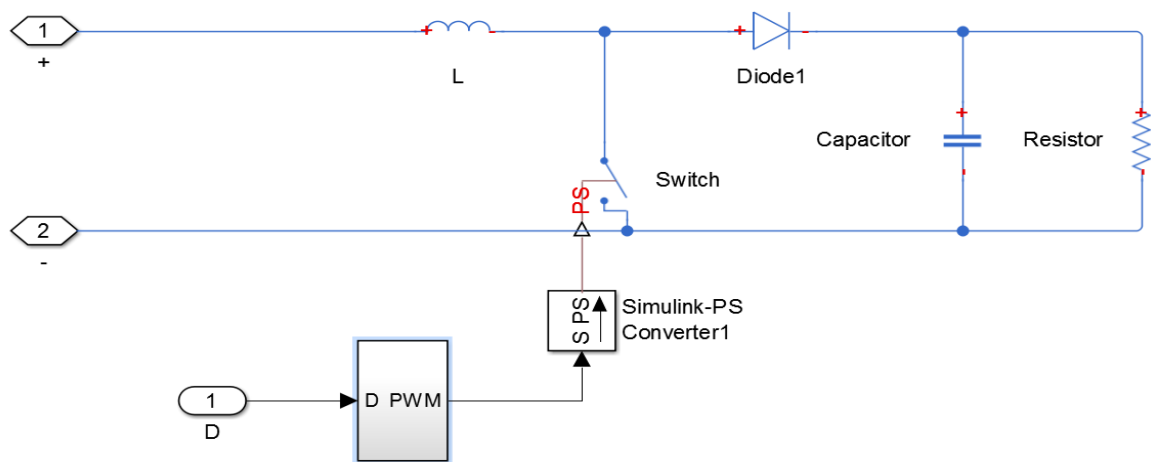 1
+
L
Diode1
Capacitor
Resistor
Switch
PS
2
-
S PS
Simulink-PS
Converter1
1
D
D PWM